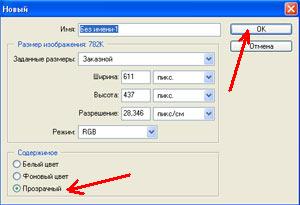 Новый
Имя: Без имени-1
OK
Размер изображения: 782K
Отмена
Заданные размеры: Заказной
Ширина: 611 пикс.
Высота: 437 пикс.
Разрешение: 28,346 пикс/см
Режим: RGB
Содержимое
Белый цвет
Фоновый цвет
Прозрачный